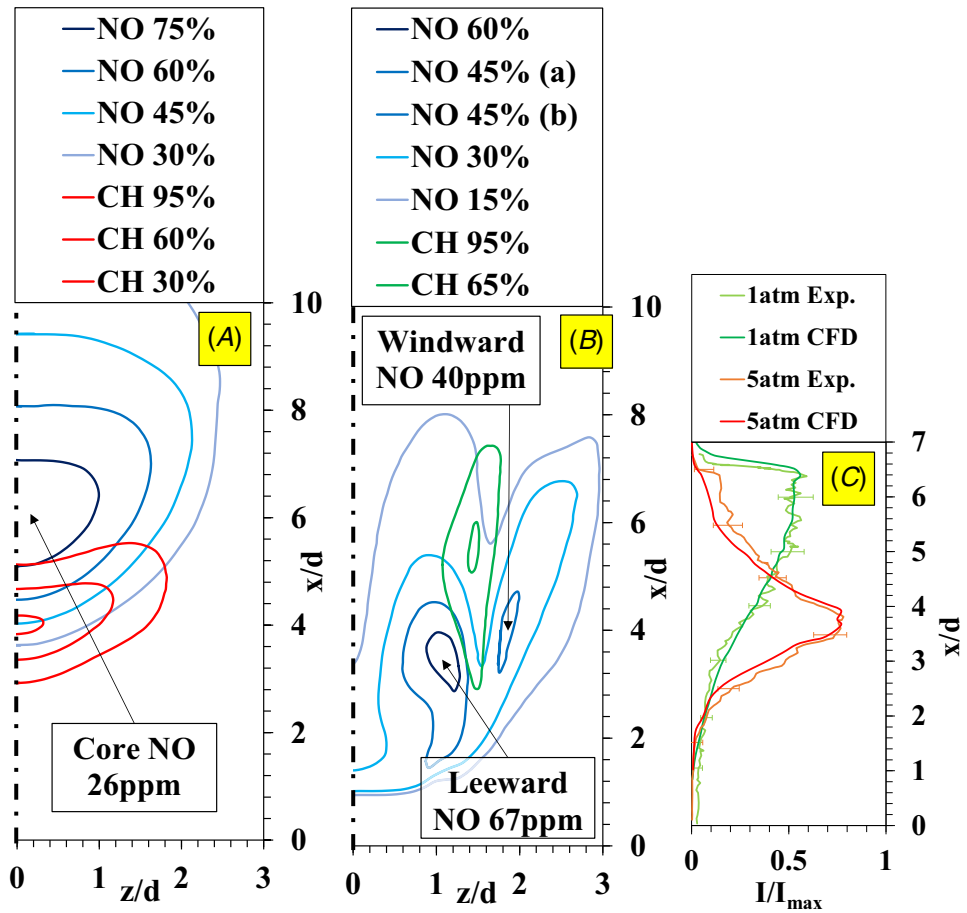 NO 75%
NO 60%
NO 45%
NO 30%
CH 95%
CH 60%
CH 30%
10
8
6
4
2
0
x/d
0
1
2
3
z/d
(A)
Core NO
26ppm
NO 60%
NO 45% (a)
NO 45% (b)
NO 30%
NO 15%
CH 95%
CH 65%
10
8
6
4
2
0
x/d
0
1
2
3
z/d
(B)
Windward
NO 40ppm
Leeward
NO 67ppm
1atm Exp.
1atm CFD
5atm Exp.
5atm CFD
7
6
5
4
3
2
1
0
x/d
0
0.5
1
I/Imax
(C)